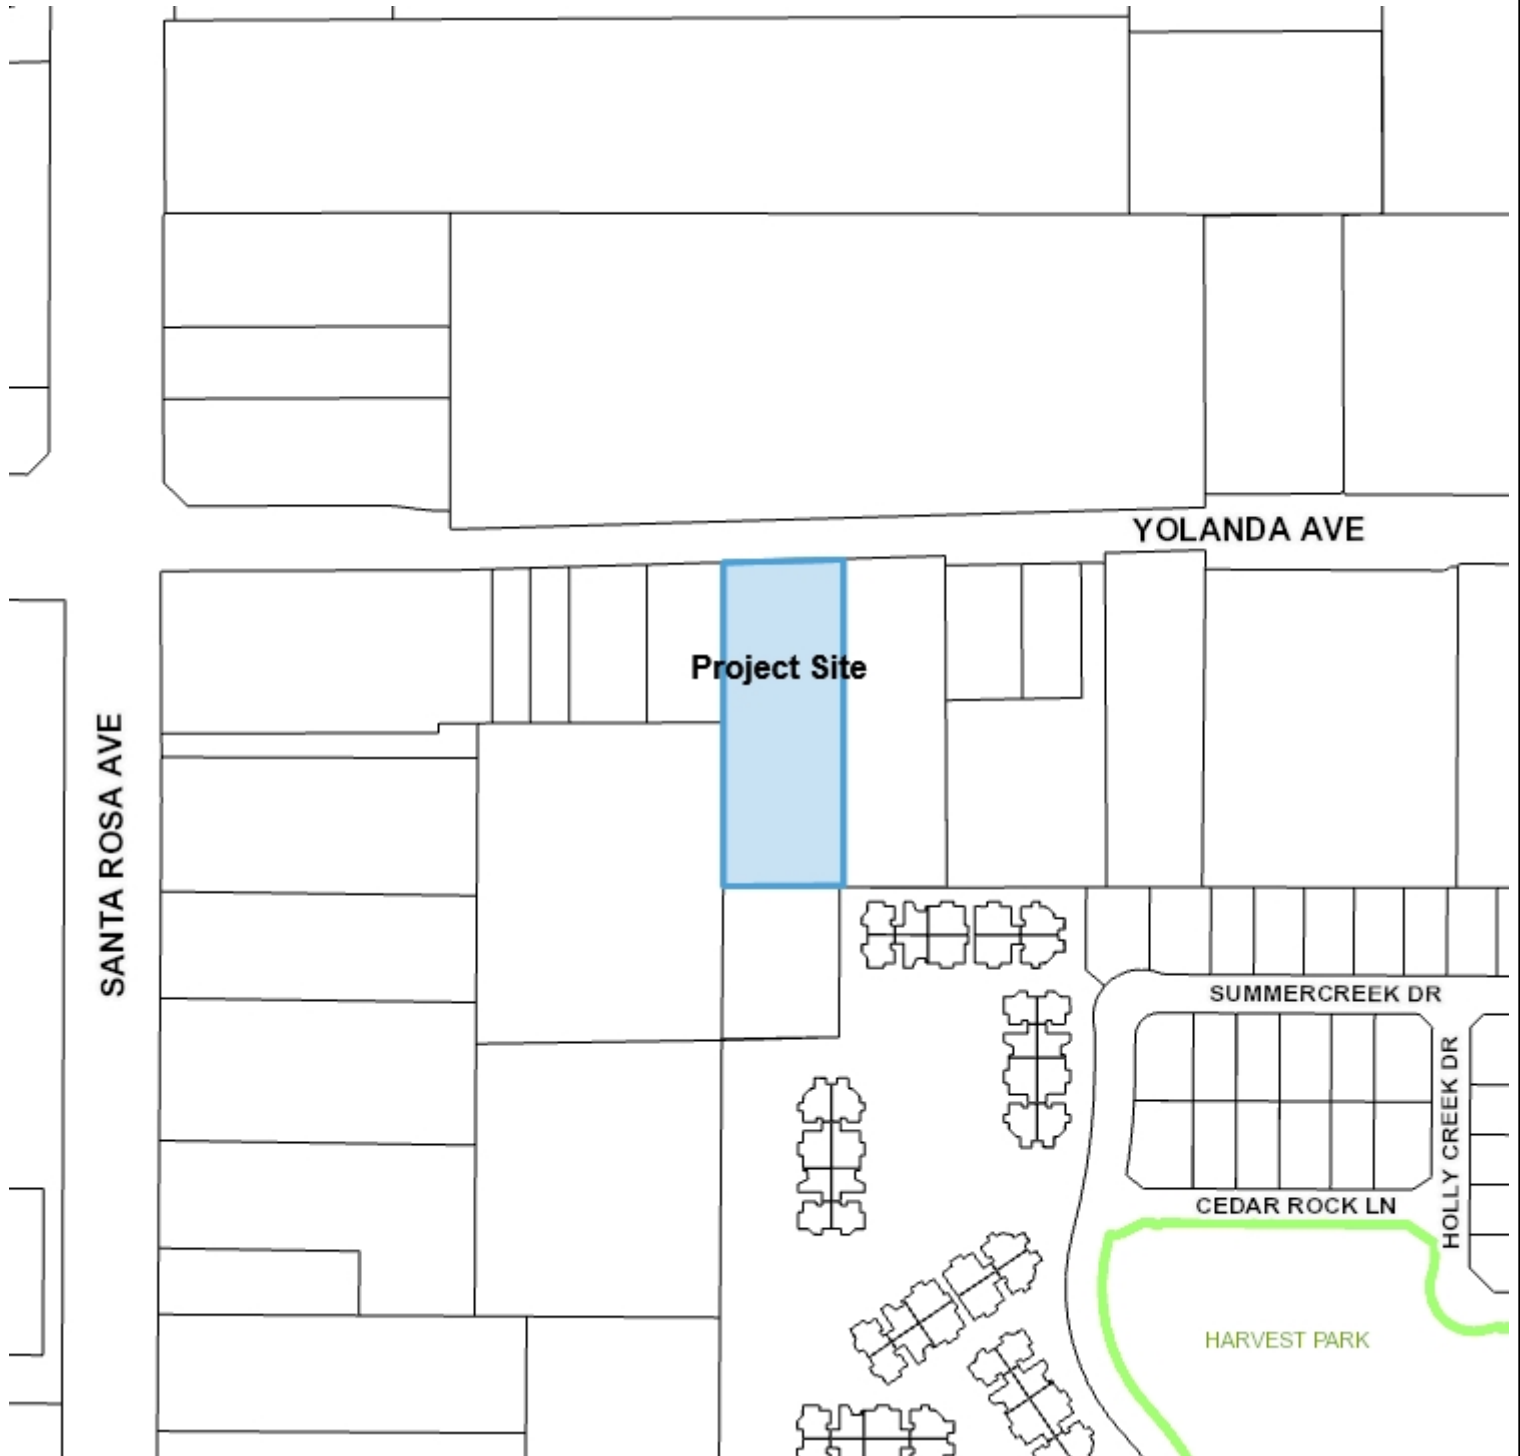 YOLANDA AVE
Project Site
SANTA ROSA AVE
SUMMERCREEK DR
HOLLY CREEK DR
CEDAR ROCK LN
HARVEST PARK